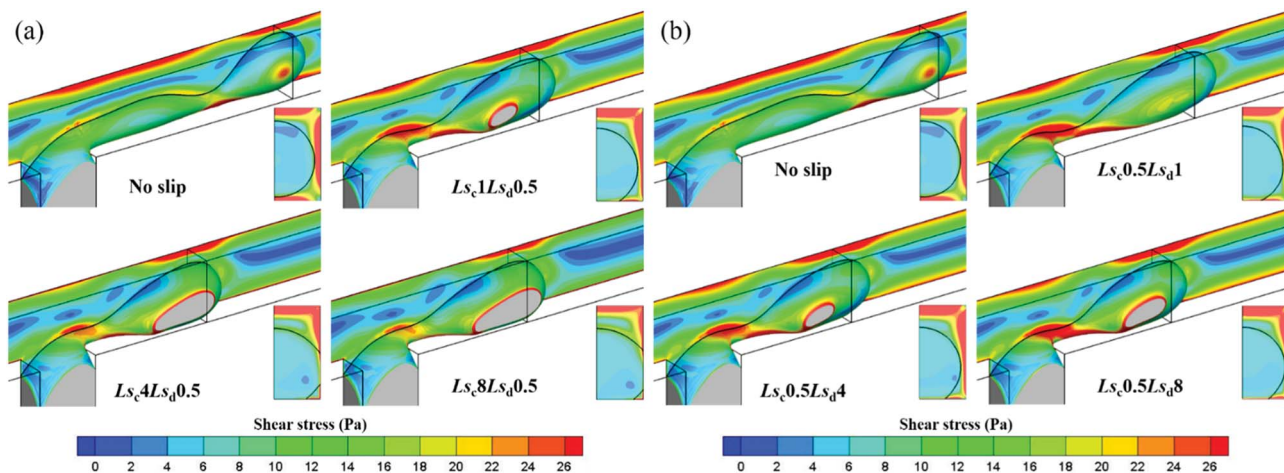 (a)
(b)
No slip
Lsc1Lsd0.5
No slip
Lsc0.5Lsd1
Lsc4Lsd0.5
Lsc8Lsd0.5
Lsc0.5Lsd4
Lsc0.5Lsd8
Shear stress (Pa)
Shear stress (Pa)
0 2 4 6 8 10 12 14 16 18 20 22 24 26
0 2 4 6 8 10 12 14 16 18 20 22 24 26